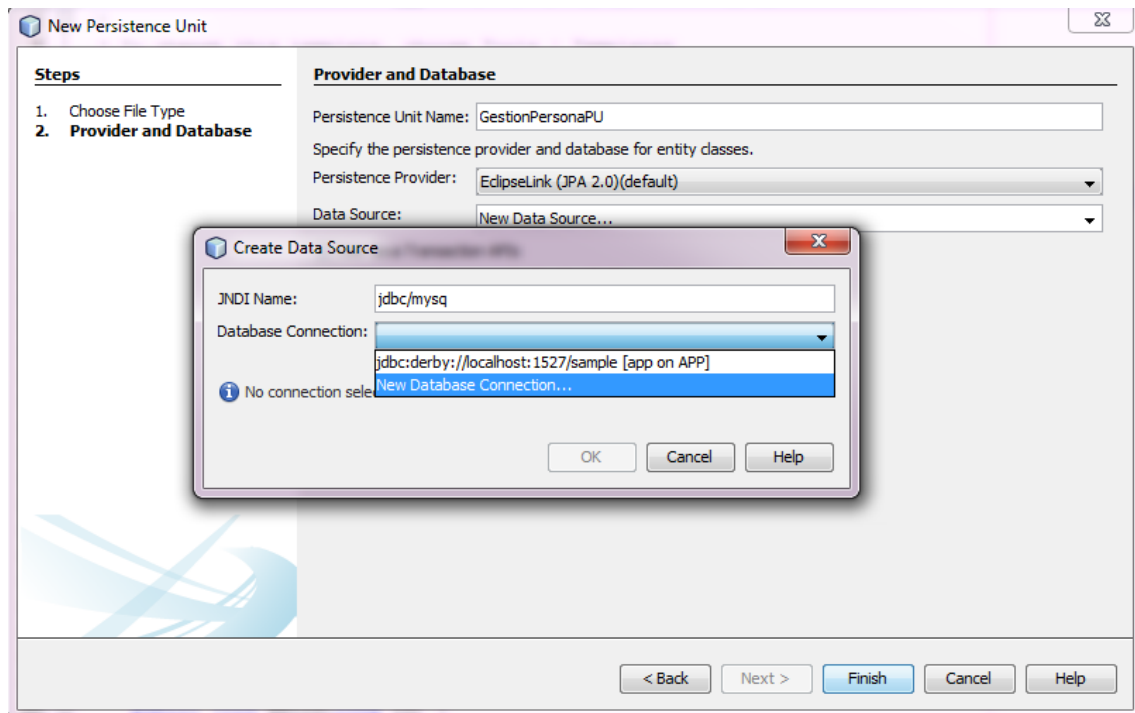 New Persistence Unit
Steps
1. Choose File Type
2. Provider and Database
Provider and Database
Persistence Unit Name: GestionPersonaPU
Specify the persistence provider and database for entity classes.
Persistence Provider: EclipseLink (JPA 2.0)(default)
Data Source: New Data Source...
Create Data Source
JNDI Name: jdbc/mysq
Database Connection:
jdbc:derby://localhost:1527/sample [app on APP]
New Database Connection...
No connection sele
OK Cancel Help
< Back Next > Finish Cancel Help